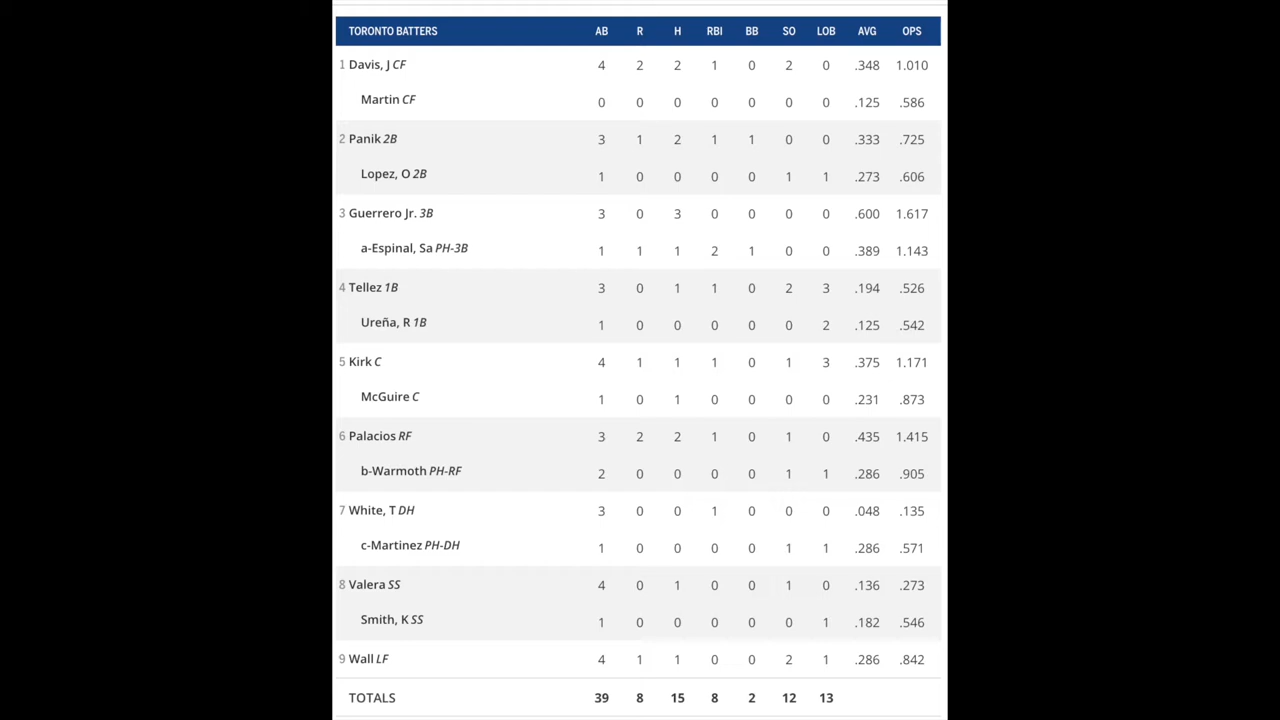 TORONTO BATTERS AB R H RBI BB SO LOB AVG OPS
1 Davis, J CF 4 2 2 1 0 2 0 .348 1.010
Martin CF 0 0 0 0 0 0 0 .125 .586
2 Panik 2B 3 1 2 1 1 0 0 .333 .725
Lopez, O 2B 1 0 0 0 0 1 1 .273 .606
3 Guerrero Jr. 3B 3 0 3 0 0 0 0 .600 1.617
a-Espinal, Sa PH-3B 1 1 1 2 1 0 0 .389 1.143
4 Tellez 1B 3 0 1 1 0 2 3 .194 .526
Ureña, R 1B 1 0 0 0 0 0 2 .125 .542
5 Kirk C 4 1 1 1 0 1 3 .375 1.171
McGuire C 1 0 1 0 0 0 0 .231 .873
6 Palacios RF 3 2 2 1 0 1 0 .435 1.415
b-Warmoth PH-RF 2 0 0 0 0 1 1 .286 .905
7 White, T DH 3 0 0 1 0 0 0 .048 .135
c-Martinez PH-DH 1 0 0 0 0 1 1 .286 .571
8 Valera SS 4 0 1 0 0 1 0 .136 .273
Smith, K SS 1 0 0 0 0 0 1 .182 .546
9 Wall LF 4 1 1 0 0 2 1 .286 .842
TOTALS 39 8 15 8 2 12 13